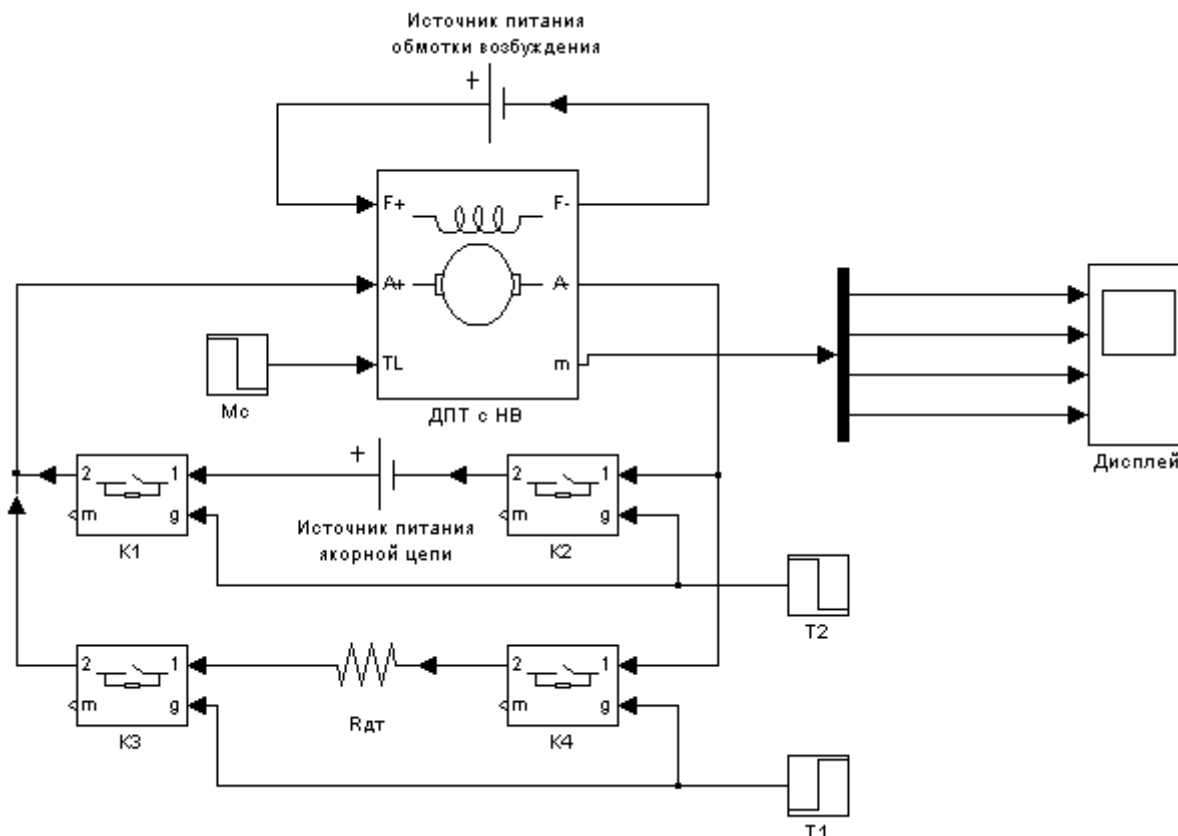 Источник питания
обмотки возбуждения
+
F+
F-
A+
A-
TL
m
Mc
ДПТ с НВ
Дисплей
2
1
m
g
K1
+
Источник питания
якорной цепи
2
1
m
g
K2
T2
2
1
m
g
K3
Rдт
2
1
m
g
K4
T1